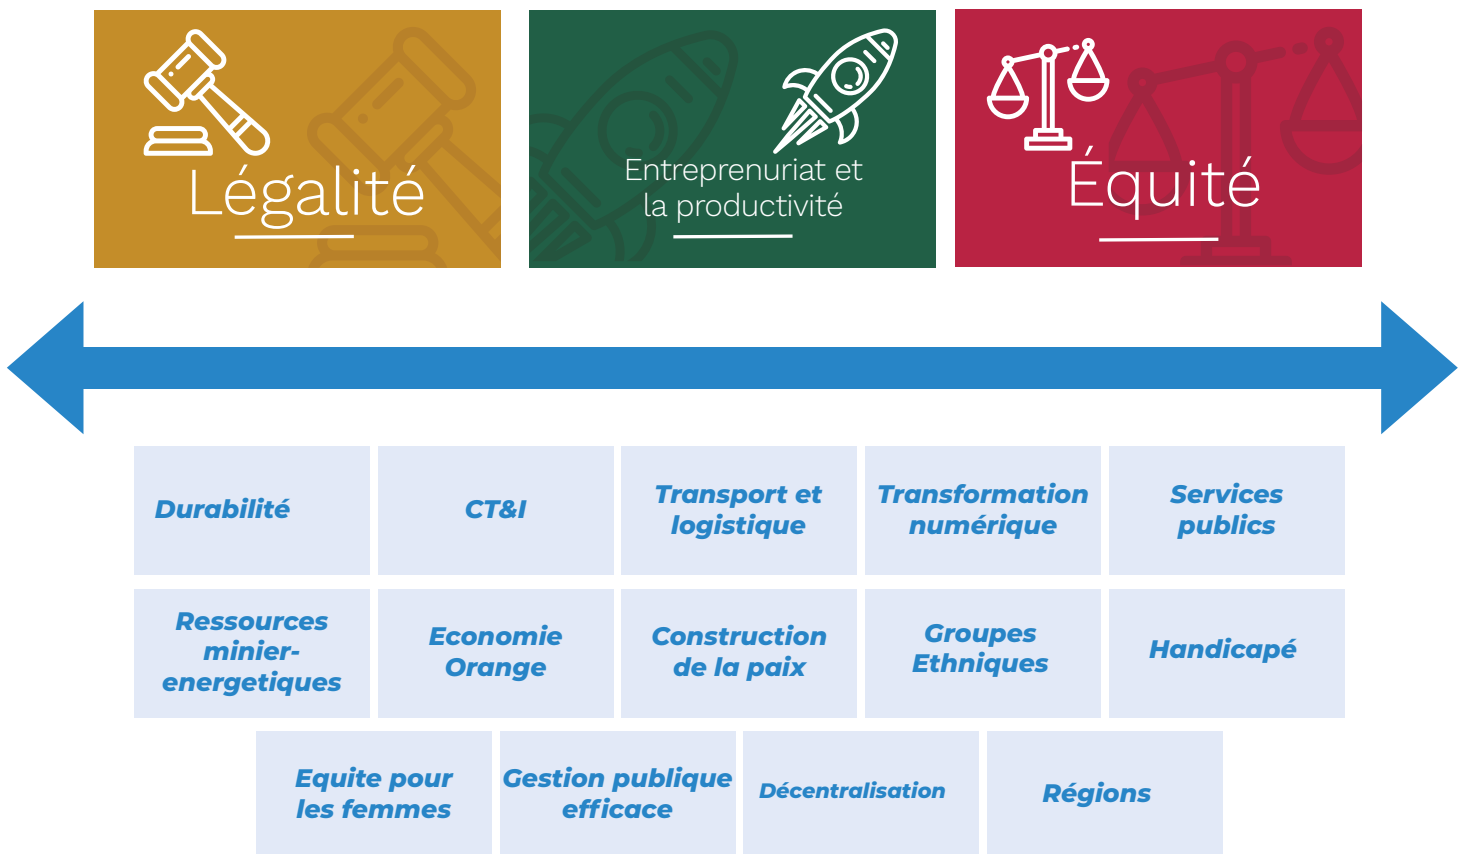 Légalité
Entreprenuriat et
la productivité
Équité
Durabilité
CT&I
Transport et
logistique
Transformation
numérique
Services
publics
Ressources
minier-
energetiques
Economie
Orange
Construction
de la paix
Groupes
Ethniques
Handicapé
Equite pour
les femmes
Gestion publique
efficace
Décentralisation
Régions